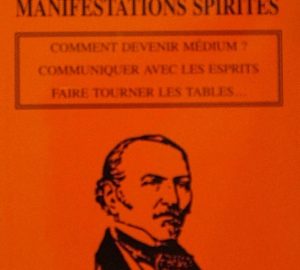 MANIFESTATIONS SPIRITES
COMMENT DEVENIR MÉDIUM ?
COMMUNIQUER AVEC LES ESPRITS
FAIRE TOURNER LES TABLES...